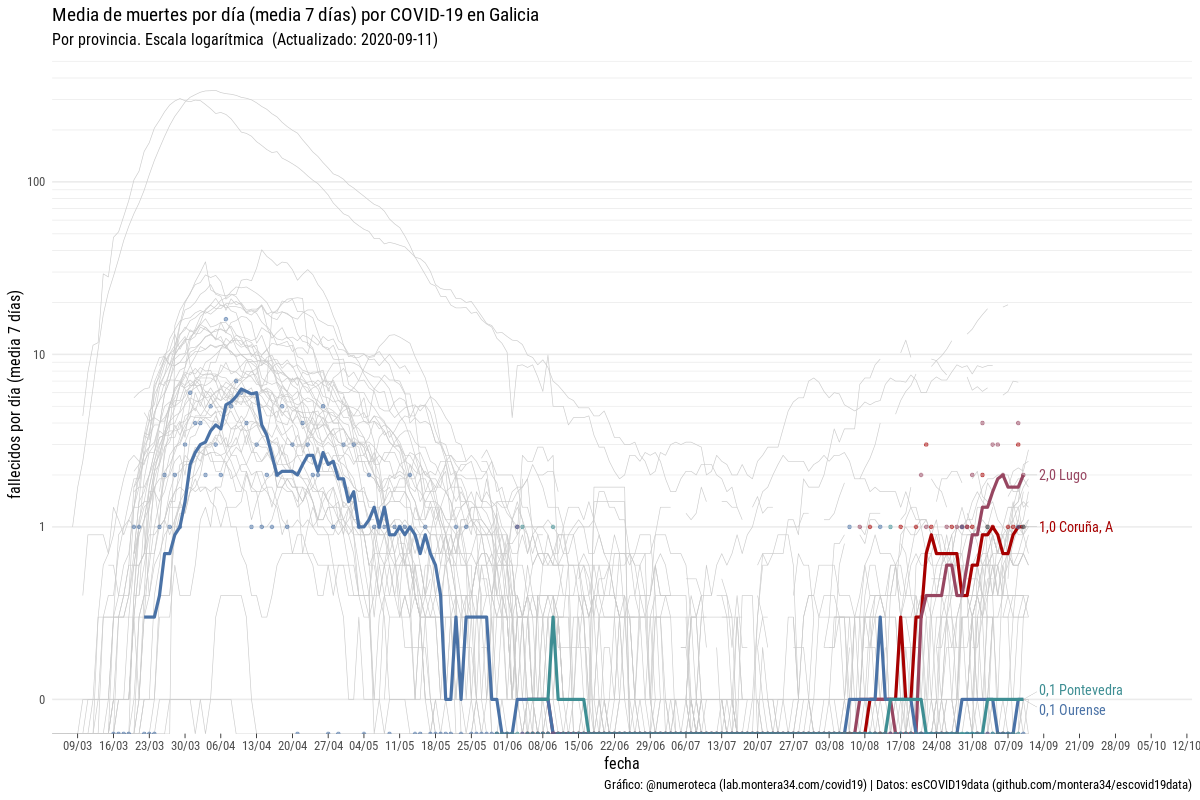 Media de muertes por día (media 7 días) por COVID-19 en Galicia
Por provincia. Escala logarítmica (Actualizado: 2020-09-11)
fallecidos por día (media 7 días)
100
10
1
0
2,0 Lugo
1,0 Coruña, A
0,1 Pontevedra
0,1 Ourense
09/03 16/03 23/03 30/03 06/04 13/04 20/04 27/04 04/05 11/05 18/05 25/05 01/06 08/06 15/06 22/06 29/06 06/07 13/07 20/07 27/07 03/08 10/08 17/08 24/08 31/08 07/09 14/09 21/09 28/09 05/10 12/10
fecha
Gráfico: @numeroteca (lab.montera34.com/covid19) | Datos: esCOVID19data (github.com/montera34/escovid19data)